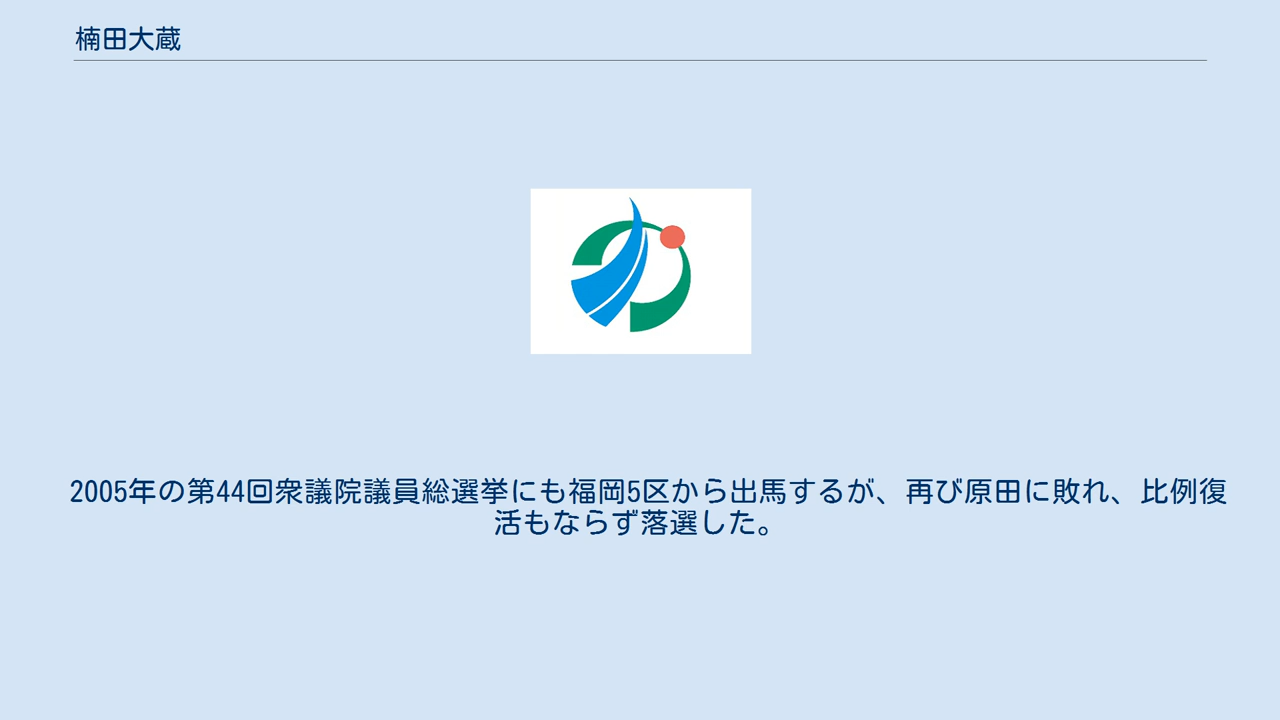 楠田大蔵
2005年の第44回衆議院議員総選挙にも福岡5区から出馬するが、再び原田に敗れ、比例復
活もならず落選した。